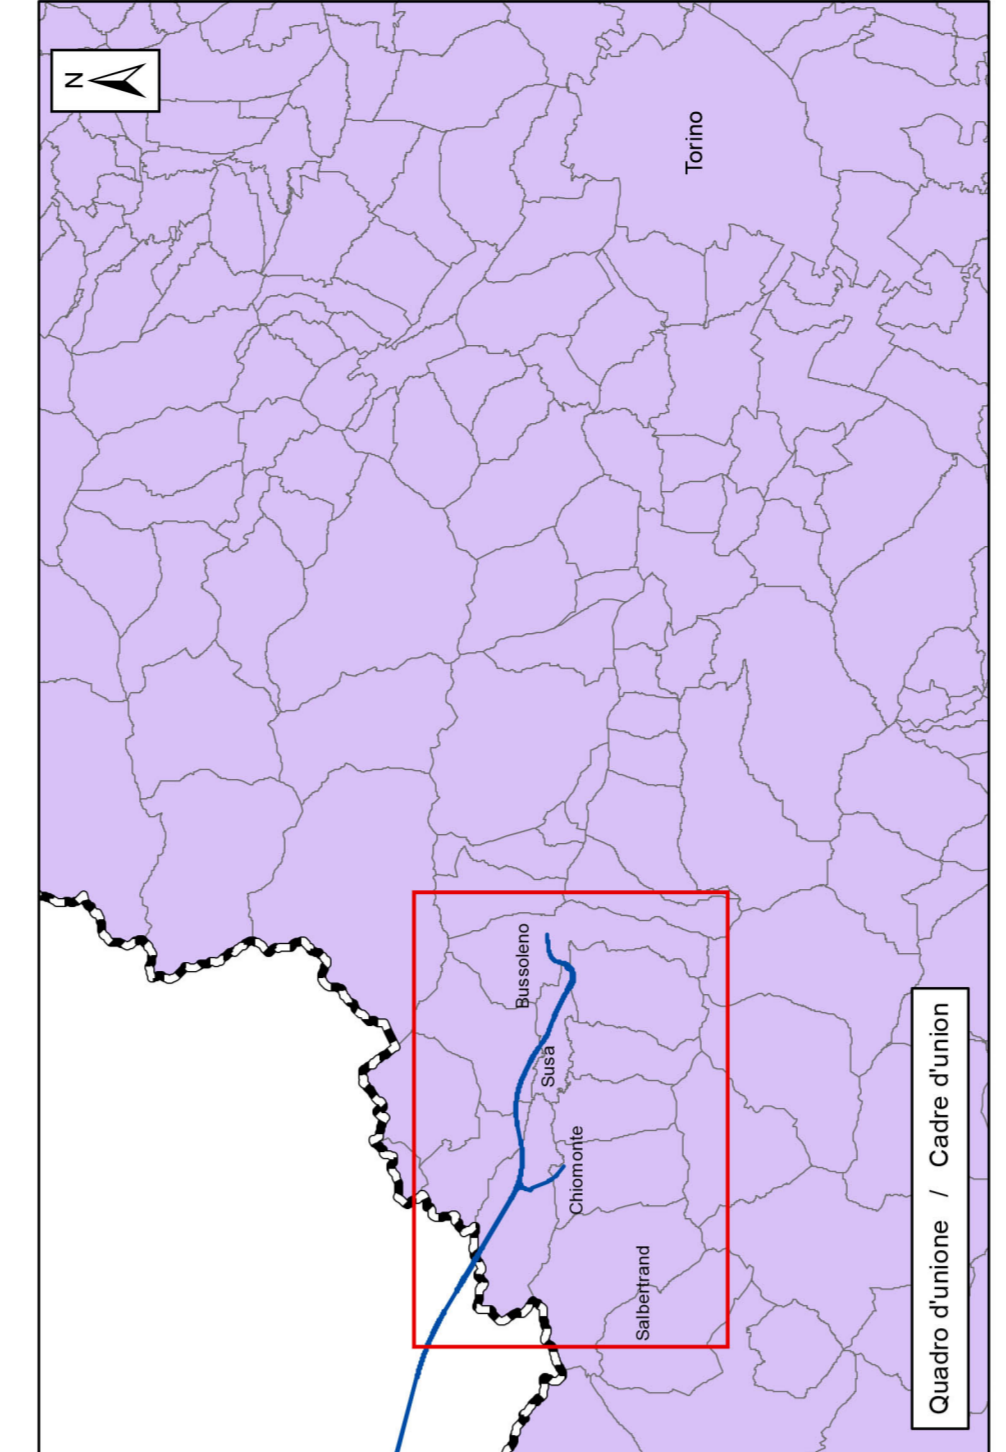 N
Torino
Bussoleno
Susa
Chiomonte
Salbertrand
Quadro d'unione / Cadre d'union